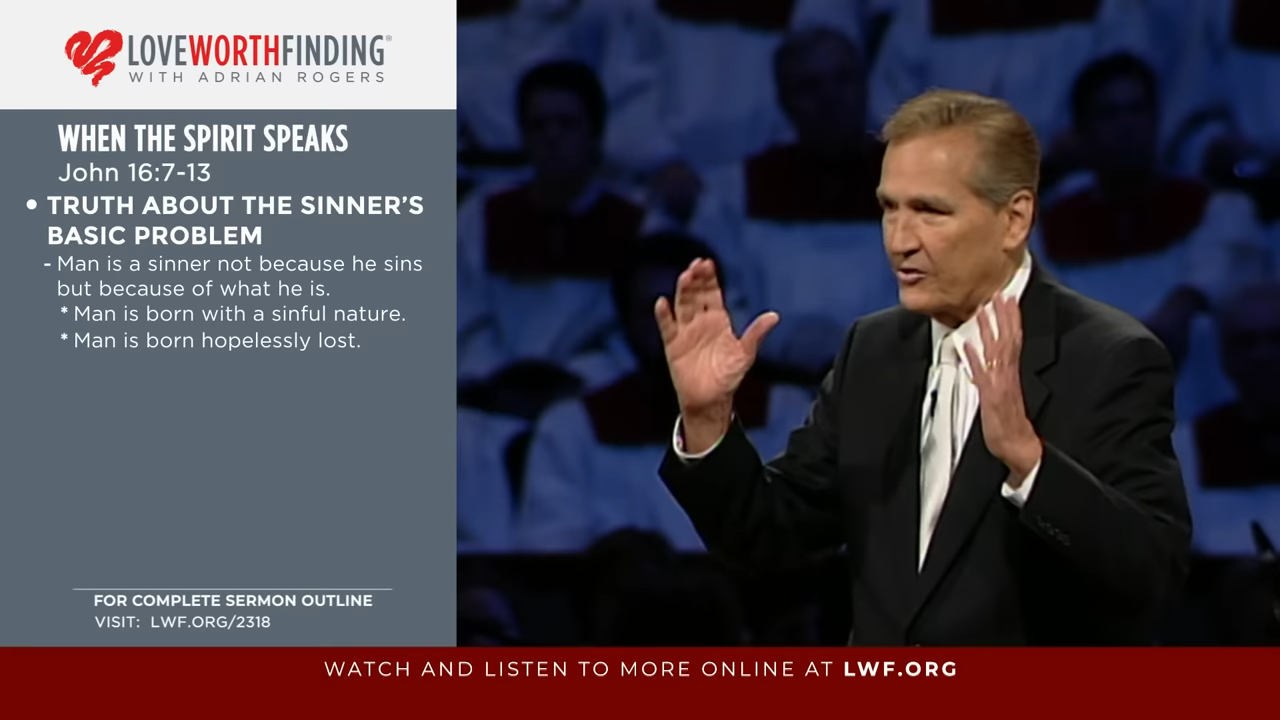 LOVEWORTHFINDING®
WITH ADRIAN ROGERS
WHEN THE SPIRIT SPEAKS
John 16:7-13
• TRUTH ABOUT THE SINNER’S
BASIC PROBLEM
- Man is a sinner not because he sins
but because of what he is.
* Man is born with a sinful nature.
* Man is born hopelessly lost.
FOR COMPLETE SERMON OUTLINE
VISIT: LWF.ORG/2318
WATCH AND LISTEN TO MORE ONLINE AT LWF.ORG